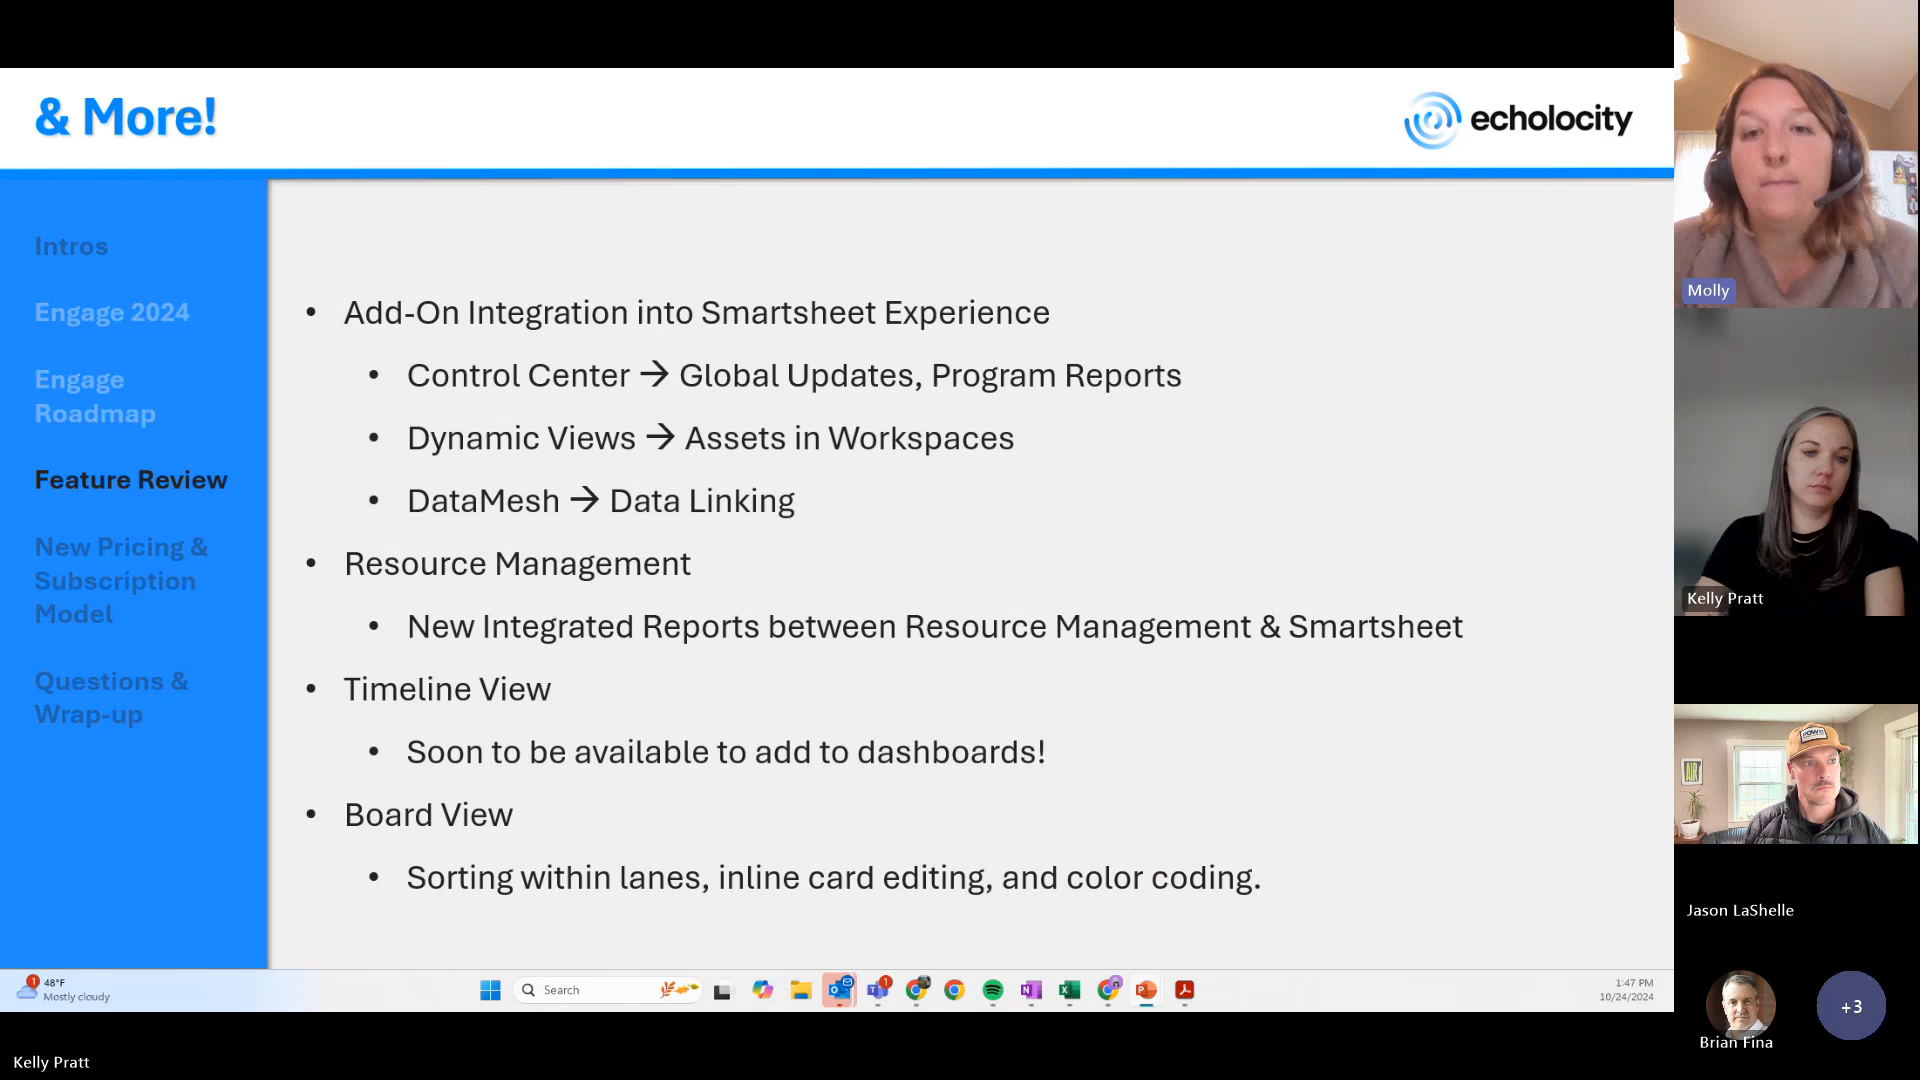 & More!
echolocity
Intros
Engage 2024
Engage
Roadmap
Feature Review
New Pricing &
Subscription
Model
Questions &
Wrap-up
• Add-On Integration into Smartsheet Experience
• Control Center → Global Updates, Program Reports
• Dynamic Views → Assets in Workspaces
• DataMesh → Data Linking
• Resource Management
• New Integrated Reports between Resource Management & Smartsheet
• Timeline View
• Soon to be available to add to dashboards!
• Board View
• Sorting within lanes, inline card editing, and color coding.
Molly
Kelly Pratt
Jason LaShelle
Brian Fina
+3
1
48°F
Mostly cloudy
Search
1
1:47 PM
10/24/2024
Kelly Pratt